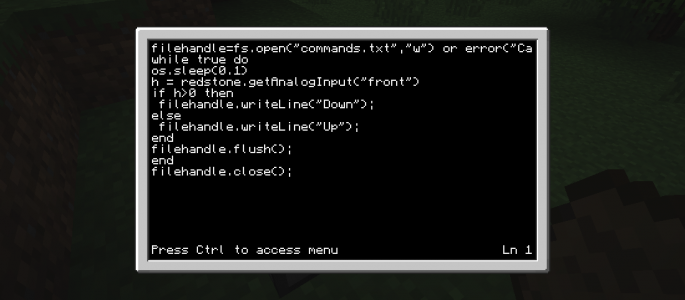 filehandle=fs.open("commands.txt","w") or error("Ca
while true do
os.sleep(0.1)
h = redstone.getAnalogInput("front")
if h>0 then
 filehandle.writeLine("Down");
else
 filehandle.writeLine("Up");
end
filehandle.flush();
end
filehandle.close();
Press Ctrl to access menu Ln 1